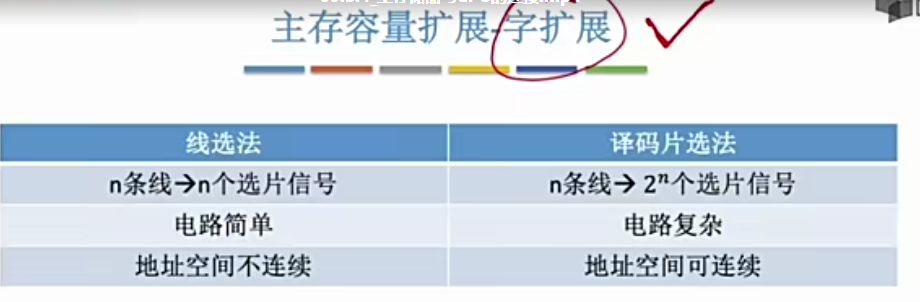 主存容量扩展-字扩展
线选法 译码片选法
n条线→n个选片信号 n条线→ 2ⁿ个选片信号
电路简单 电路复杂
地址空间不连续 地址空间可连续